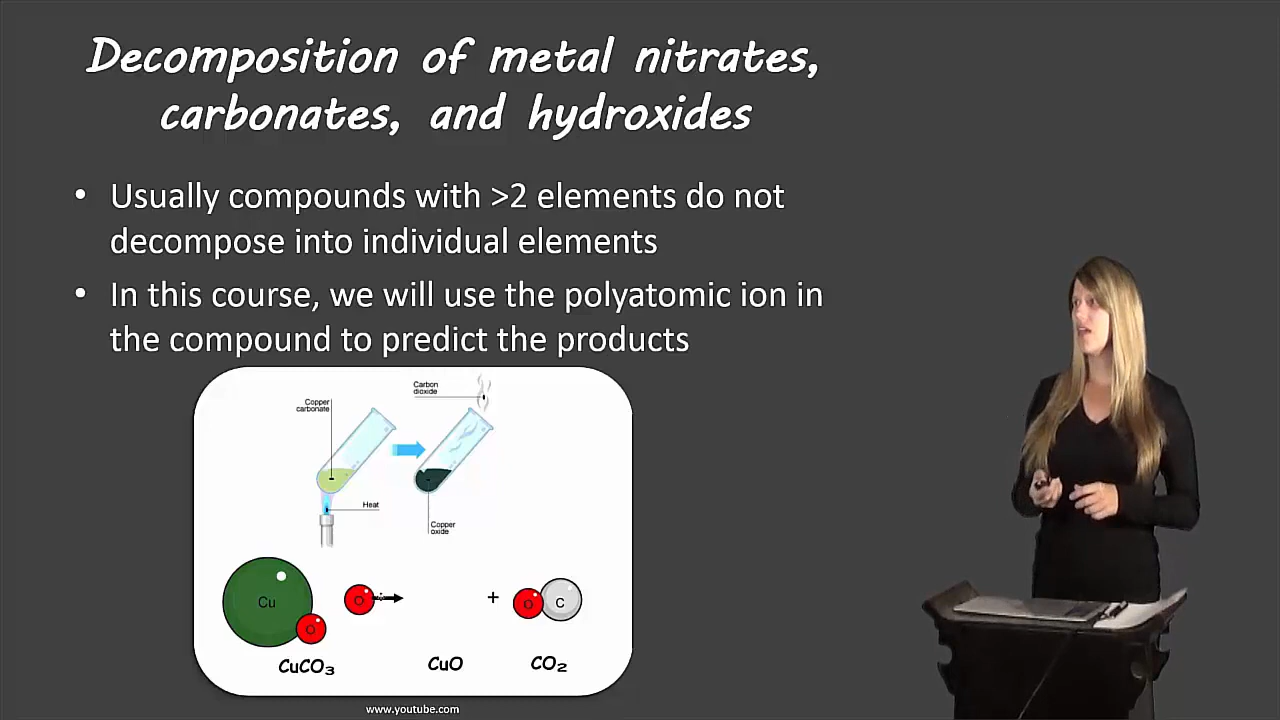 Decomposition of metal nitrates,
carbonates, and hydroxides
• Usually compounds with >2 elements do not
decompose into individual elements
• In this course, we will use the polyatomic ion in
the compound to predict the products
Copper
carbonate
Carbon
dioxide
Heat
Copper
oxide
Cu
O
O
+
O
C
CuCO₃
CuO
CO₂
www.youtube.com